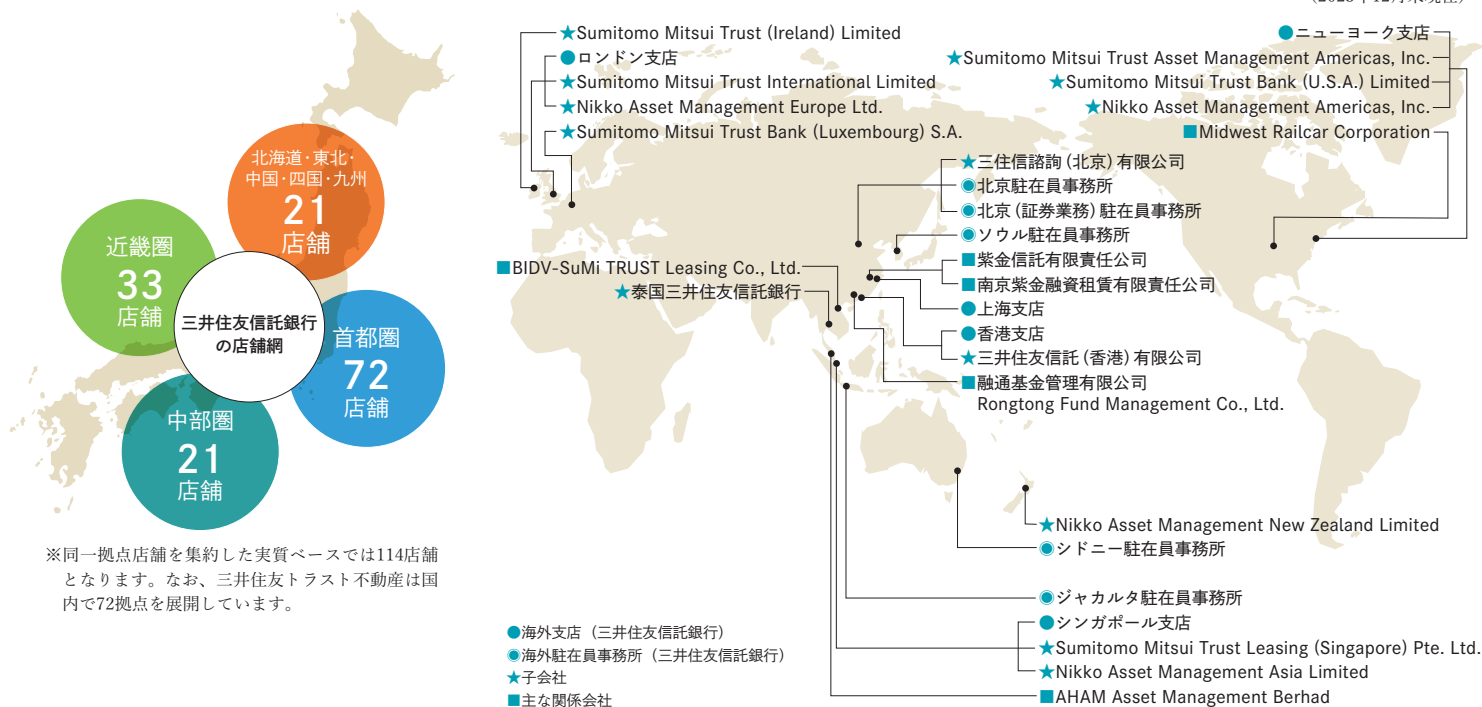 北海道・東北・
中国・四国・九州
21
店舗
近畿圏
33
店舗
三井住友信託銀行
の店舗網
首都圏
72
店舗
中部圏
21
店舗
※同一拠点店舗を集約した実質ベースでは114店舗
となります。なお、三井住友トラスト不動産は国
内で72拠点を展開しています。
★Sumitomo Mitsui Trust (Ireland) Limited
●ロンドン支店
★Sumitomo Mitsui Trust International Limited
★Nikko Asset Management Europe Ltd.
★Sumitomo Mitsui Trust Bank (Luxembourg) S.A.
●ニューヨーク支店
★Sumitomo Mitsui Trust Asset Management Americas, Inc.
★Sumitomo Mitsui Trust Bank (U.S.A.) Limited
★Nikko Asset Management Americas, Inc.
■Midwest Railcar Corporation
★三住信諮詢(北京)有限公司
◉北京駐在員事務所
◉北京(証券業務)駐在員事務所
◉ソウル駐在員事務所
■紫金信託有限責任公司
■南京紫金融資租賃有限責任公司
●上海支店
●香港支店
★三井住友信託(香港)有限公司
■融通基金管理有限公司
Rongtong Fund Management Co., Ltd.
■BIDV-SuMi TRUST Leasing Co., Ltd.
★泰国三井住友信託銀行
★Nikko Asset Management New Zealand Limited
◉シドニー駐在員事務所
◉ジャカルタ駐在員事務所
●シンガポール支店
★Sumitomo Mitsui Trust Leasing (Singapore) Pte. Ltd.
★Nikko Asset Management Asia Limited
■AHAM Asset Management Berhad
●海外支店(三井住友信託銀行)
◉海外駐在員事務所(三井住友信託銀行)
★子会社
■主な関係会社